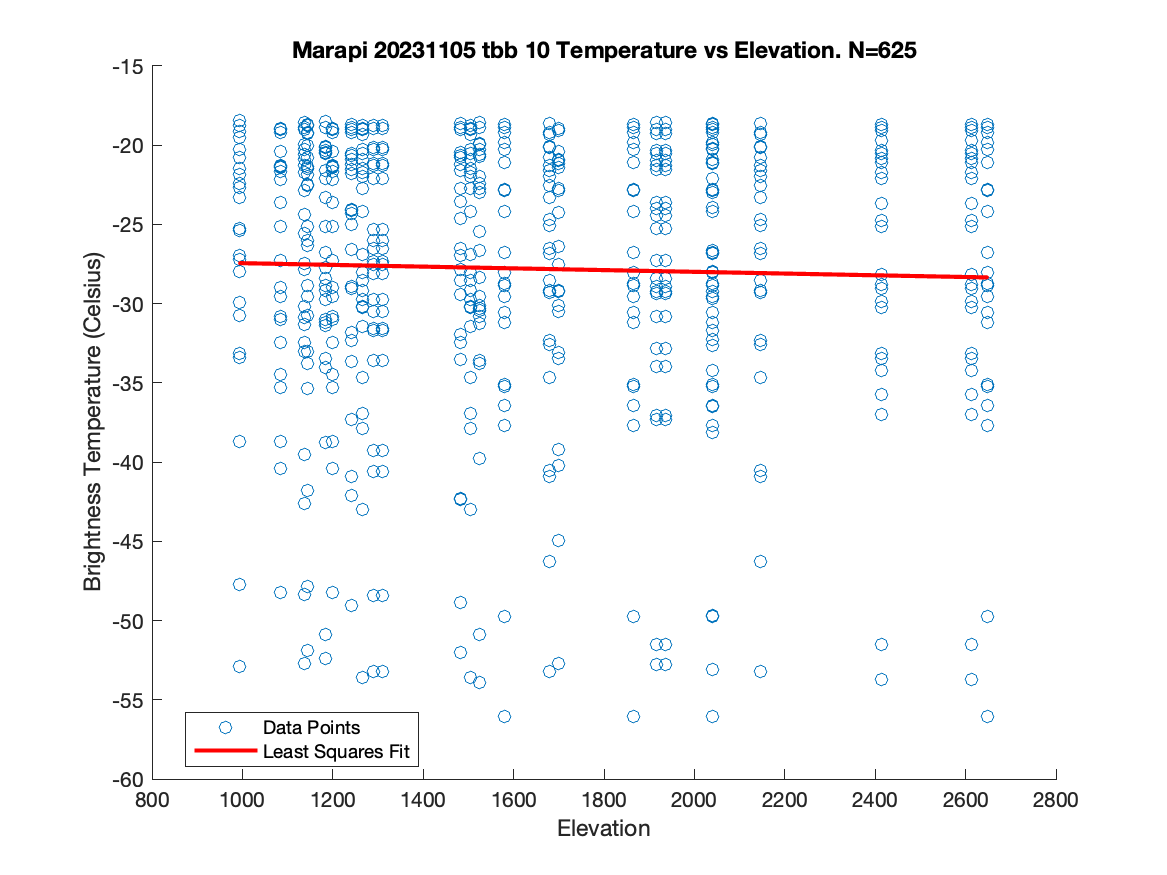 Marapi 20231105 tbb 10 Temperature vs Elevation. N=625
-15
-20
-25
-30
-35
-40
-45
-50
-55
-60
Brightness Temperature (Celsius)
Data Points
Least Squares Fit
800 1000 1200 1400 1600 1800 2000 2200 2400 2600 2800
Elevation